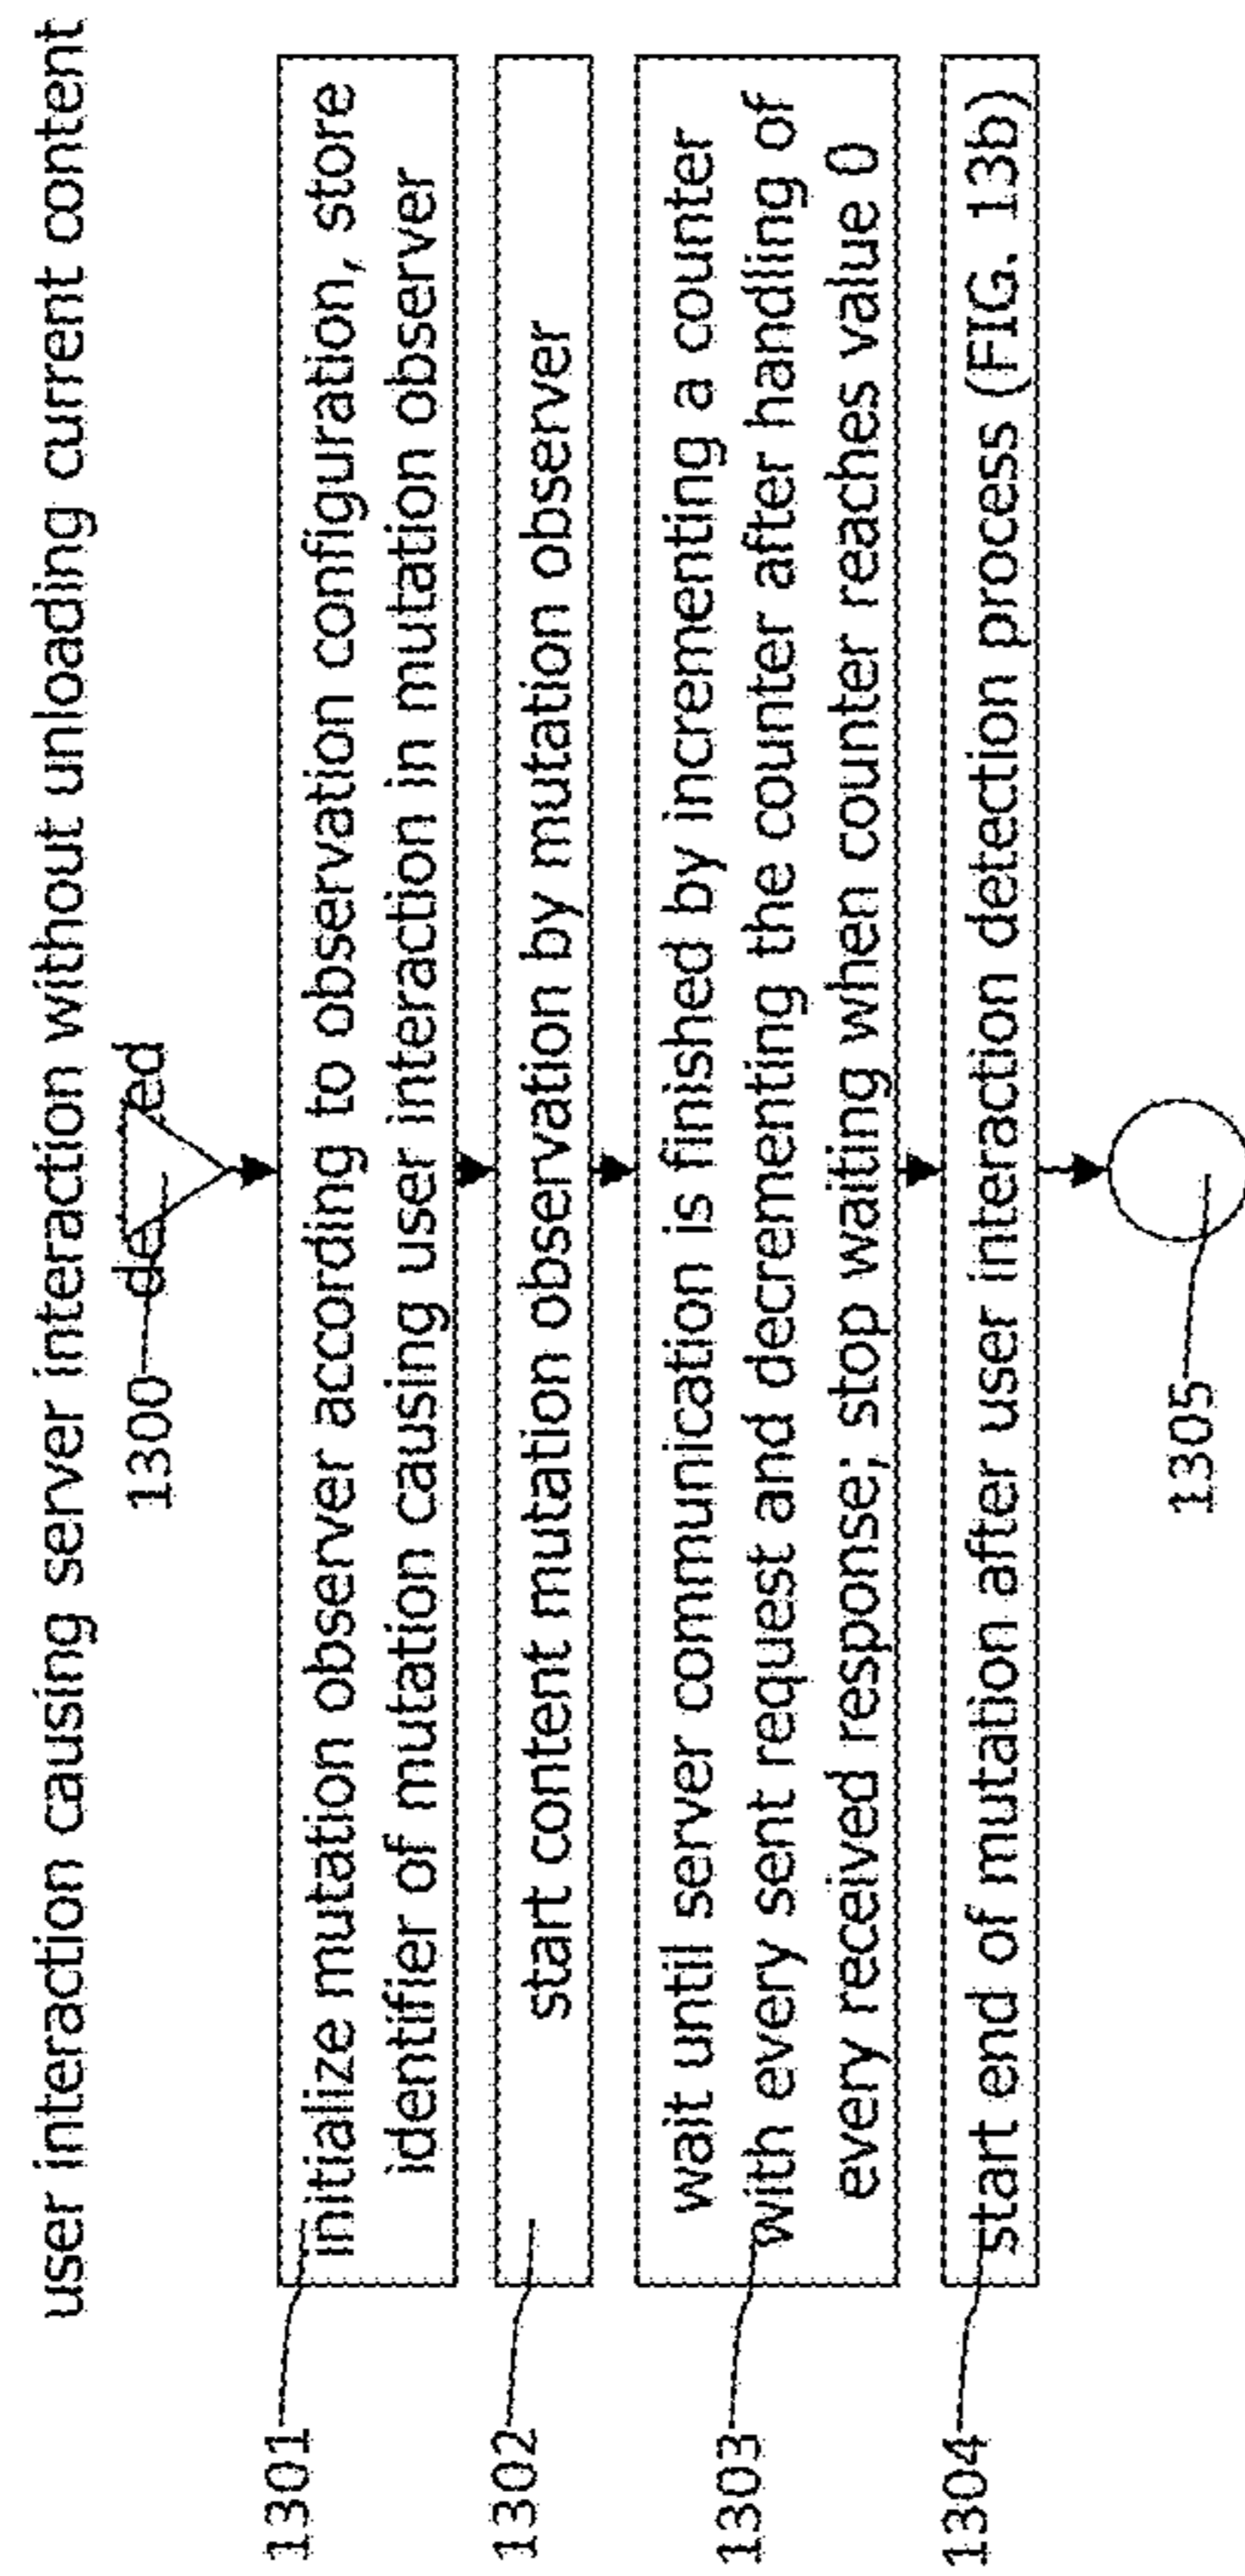 user interaction causing server interaction without unloading current content
1300
1301
initialize mutation observer according to observation configuration, store
identifier of mutation causing user interaction in mutation observer
1302
start content mutation observation by mutation observer
1303
wait until server communication is finished by incrementing a counter
with every sent request and decrementing the counter after handling of
every received response; stop waiting when counter reaches value 0
1304
start end of mutation after user interaction detection process (FIG. 13b)
1305